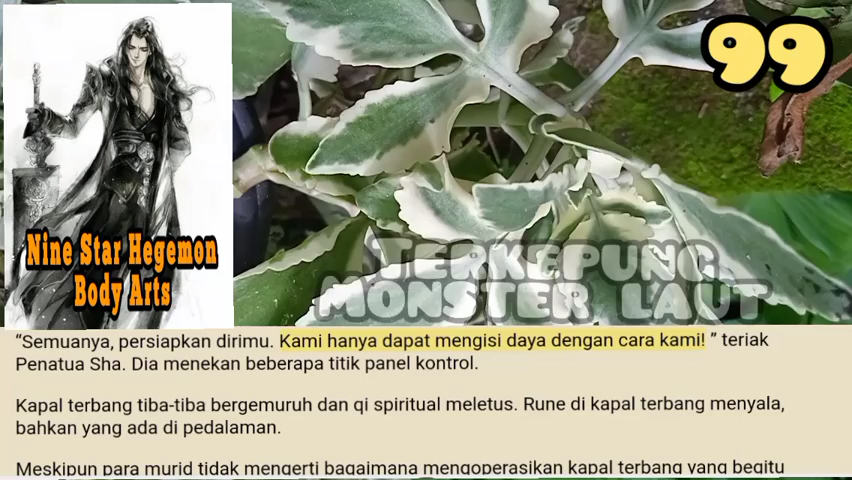 99
Nine Star Hegemon
Body Arts
TERKEPUNG
MONSTER LAUT
“Semuanya, persiapkan dirimu. Kami hanya dapat mengisi daya dengan cara kami! ” teriak
Penatua Sha. Dia menekan beberapa titik panel kontrol.
Kapal terbang tiba-tiba bergemuruh dan qi spiritual meletus. Rune di kapal terbang menyala,
bahkan yang ada di pedalaman.
Meskipun para murid tidak mengerti bagaimana mengoperasikan kapal terbang yang begitu